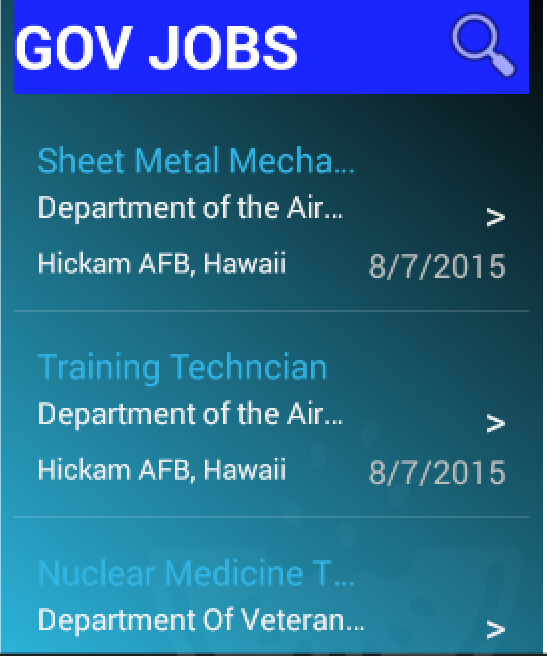 GOV JOBS
Sheet Metal Mecha...
Department of the Air...
>
Hickam AFB, Hawaii 8/7/2015
Training Techncian
Department of the Air...
>
Hickam AFB, Hawaii 8/7/2015
Nuclear Medicine T...
Department Of Veteran...
>